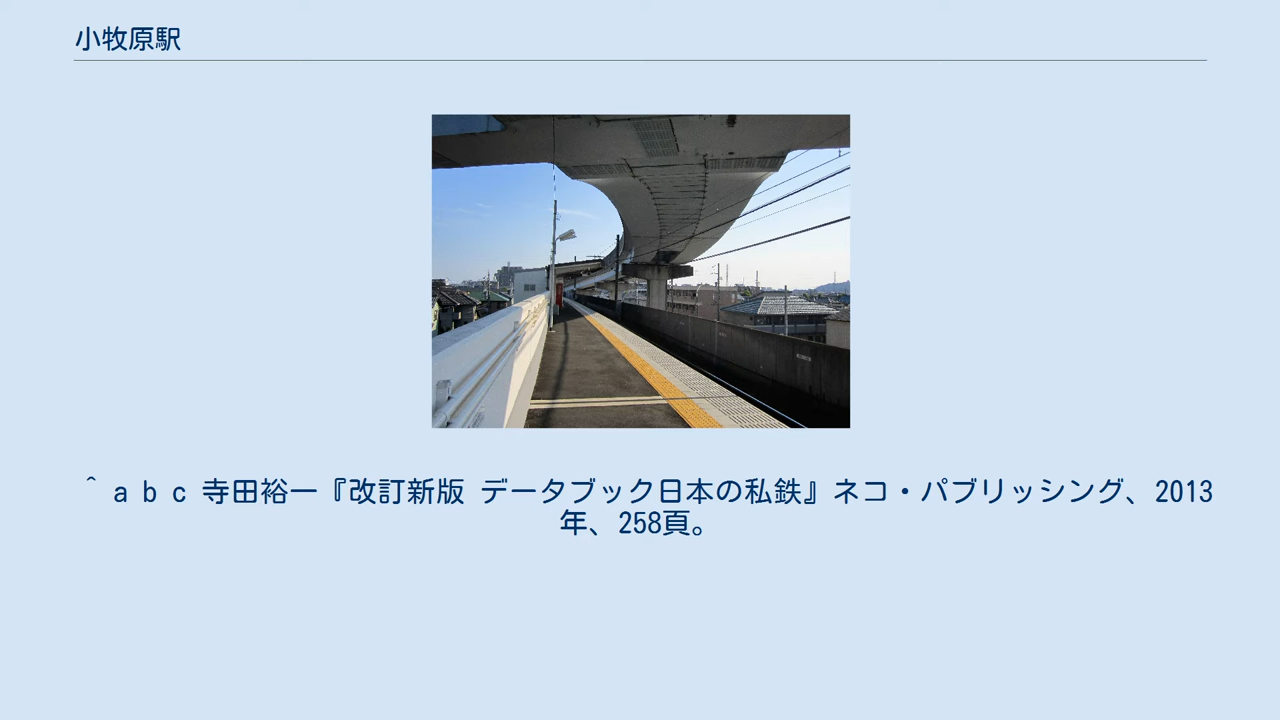 小牧原駅
^ a b c 寺田裕一『改訂新版 データブック日本の私鉄』ネコ・パブリッシング、2013
年、258頁。